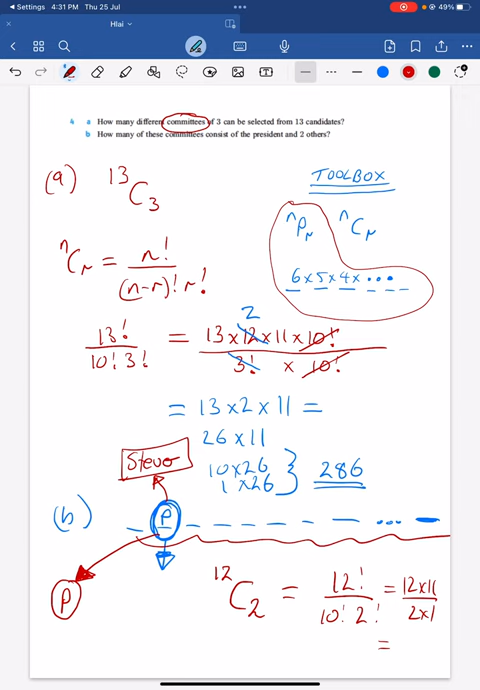 Settings 4:31 PM Thu 25 Jul 49%
Hlai
4 a How many different committees of 3 can be selected from 13 candidates?
b How many of these committees consist of the president and 2 others?
(a) ¹³C₃
TOOLBOX
ⁿPᵣ ⁿCᵣ
6×5×4×•••
ⁿCᵣ = n! / (n-r)! r!
2
13! / 10! 3! = 13×12×11×10! / 3! × 10!
= 13×2×11 =
26×11
Stevo
10×26
1×26 } 286
(b) P •••
P
¹²C₂ = 12! / 10! 2! = 12×11 / 2×1
=